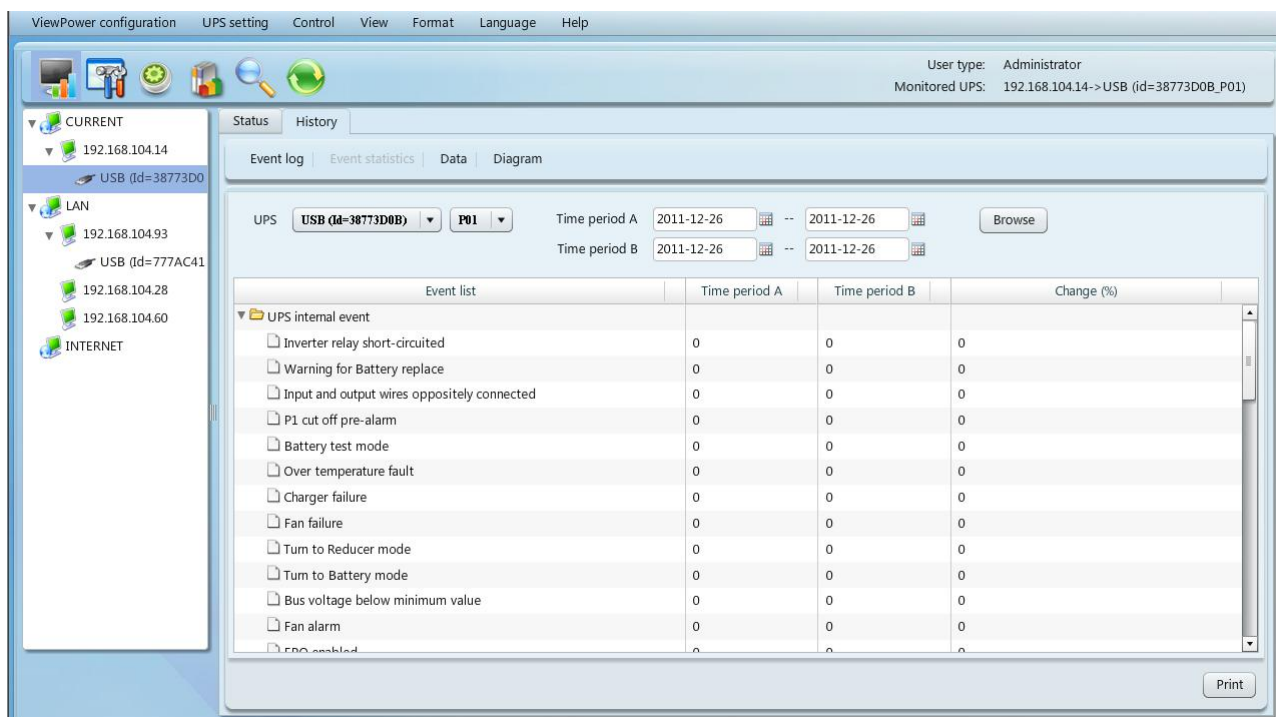 ViewPower configuration UPS setting Control View Format Language Help
User type: Administrator
Monitored UPS: 192.168.104.14->USB (id=38773D0B_P01)
CURRENT
192.168.104.14
USB (Id=38773D0
LAN
192.168.104.93
USB (Id=777AC41
192.168.104.28
192.168.104.60
INTERNET
Status History
Event log Event statistics Data Diagram
UPS USB (Id=38773D0B) P01 Time period A 2011-12-26 -- 2011-12-26 Browse
Time period B 2011-12-26 -- 2011-12-26
Event list Time period A Time period B Change (%)
UPS internal event
Inverter relay short-circuited 0 0 0
Warning for Battery replace 0 0 0
Input and output wires oppositely connected 0 0 0
P1 cut off pre-alarm 0 0 0
Battery test mode 0 0 0
Over temperature fault 0 0 0
Charger failure 0 0 0
Fan failure 0 0 0
Turn to Reducer mode 0 0 0
Turn to Battery mode 0 0 0
Bus voltage below minimum value 0 0 0
Fan alarm 0 0 0
EPO enabled 0 0 0
Print